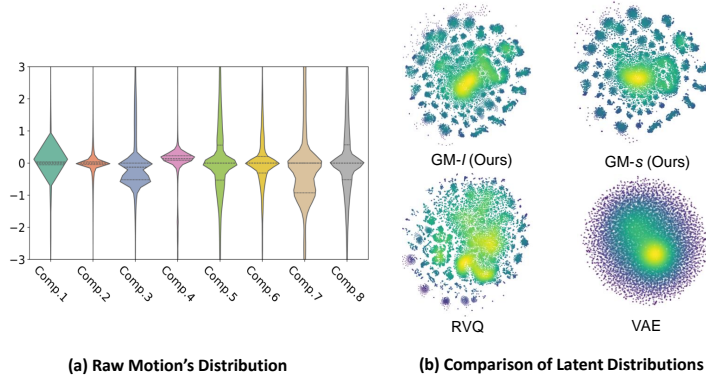 3
2
1
0
−1
−2
−3
Comp.1
Comp.2
Comp.3
Comp.4
Comp.5
Comp.6
Comp.7
Comp.8
(a) Raw Motion's Distribution
GM-l (Ours)
GM-s (Ours)
RVQ
VAE
(b) Comparison of Latent Distributions